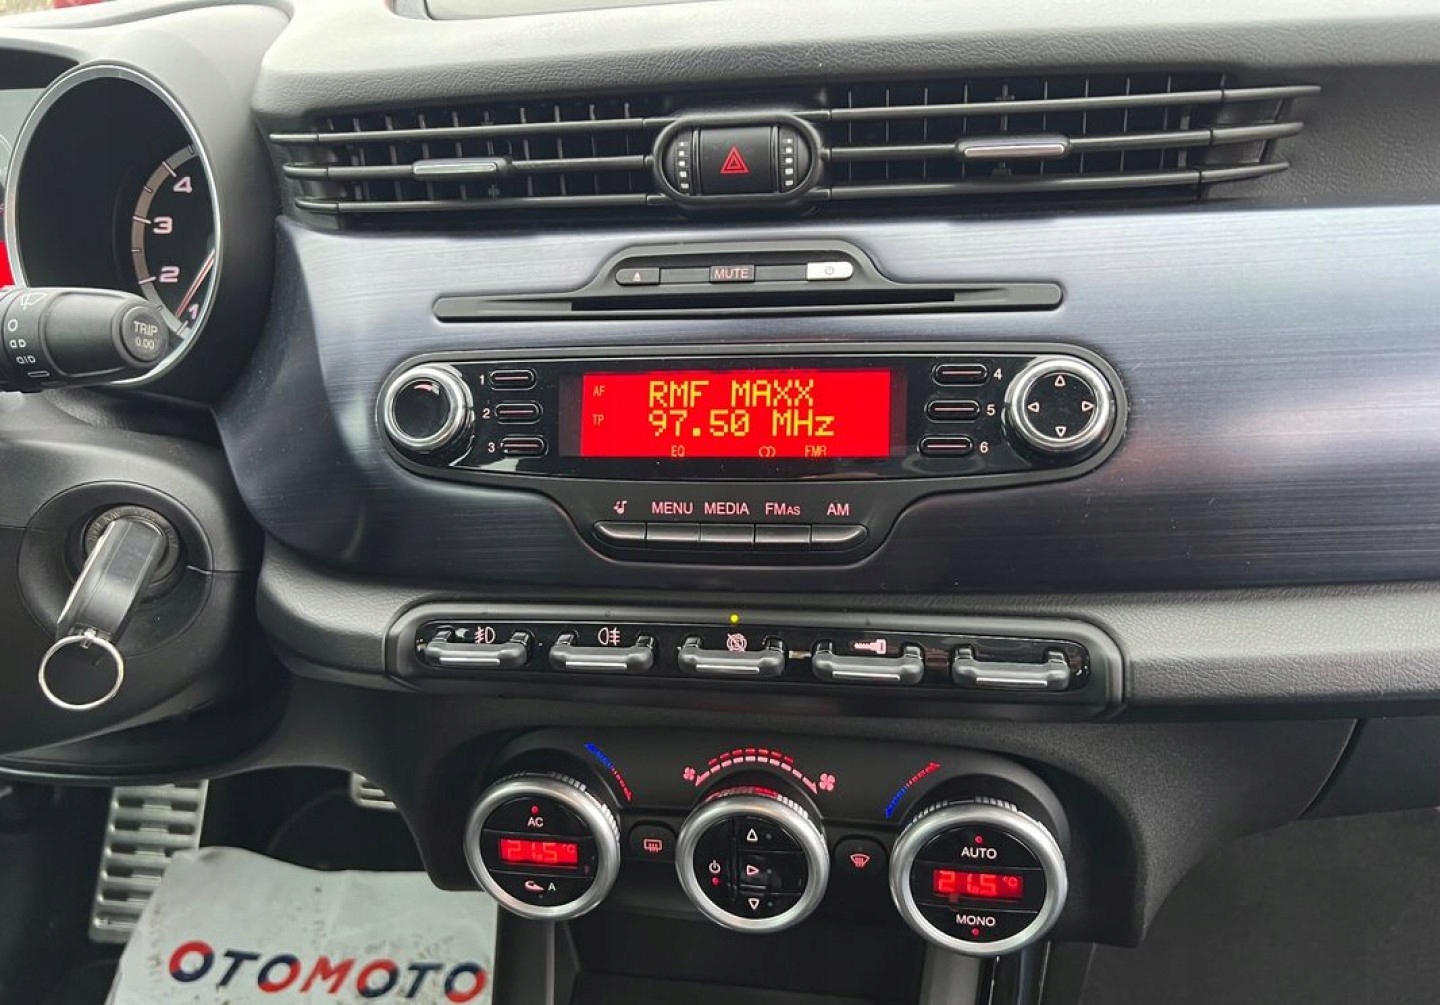 4
3
2
1
TRIP
0.00
MUTE
1
2
3
AF
TP
RMF MAXX
97.50 MHz
EQ
FMR
4
5
6
MENU MEDIA FMAS AM
AC
21.5 °C
A
AUTO
21.5 °C
MONO
OTOMOTO